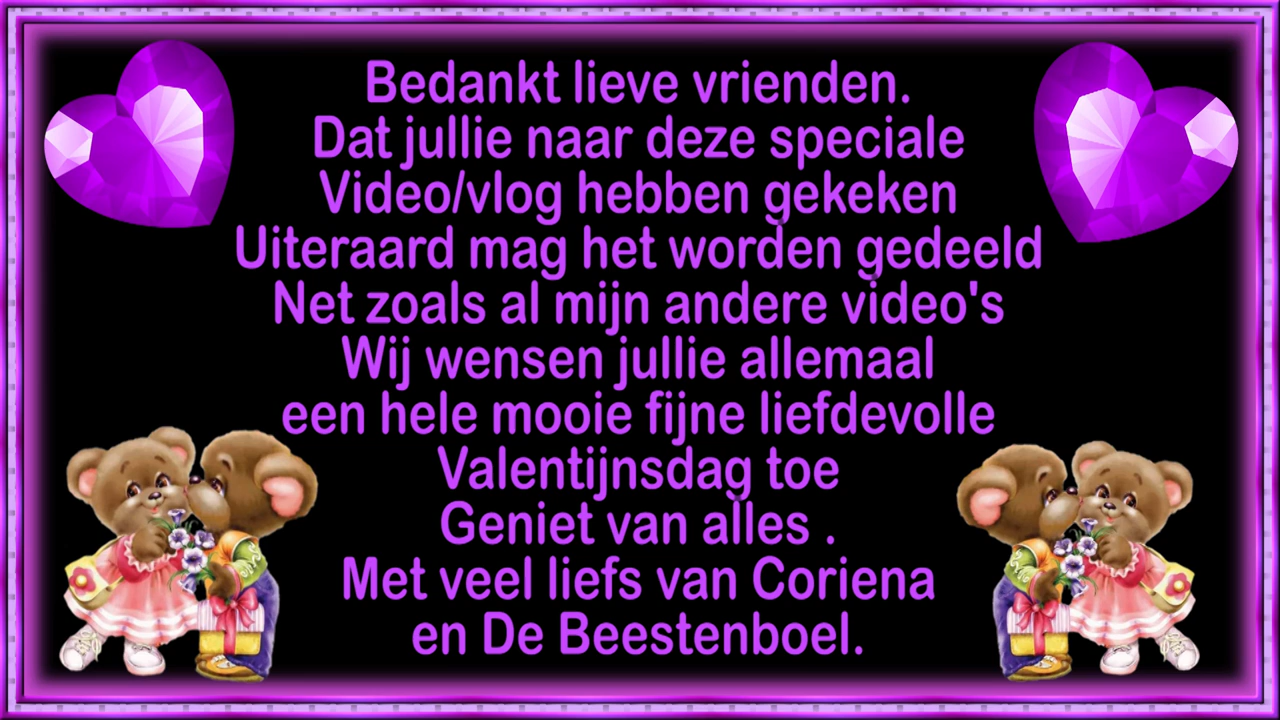 Bedankt lieve vrienden.
Dat jullie naar deze speciale
Video/vlog hebben gekeken
Uiteraard mag het worden gedeeld
Net zoals al mijn andere video's
Wij wensen jullie allemaal
een hele mooie fijne liefdevolle
Valentijnsdag toe
Geniet van alles .
Met veel liefs van Coriena
en De Beestenboel.